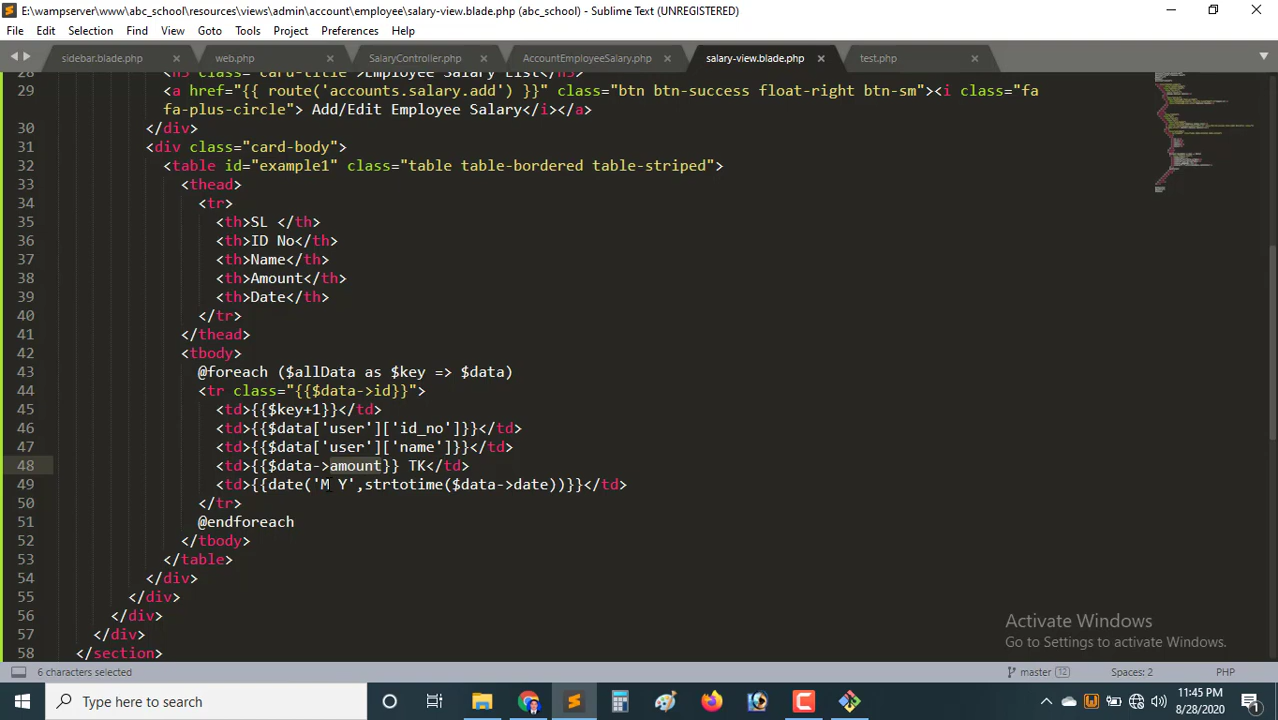 E:\wampserver\www\abc_school\resources\views\admin\account\employee\salary-view.blade.php (abc_school) - Sublime Text (UNREGISTERED)
File Edit Selection Find View Goto Tools Project Preferences Help
sidebar.blade.php web.php SalaryController.php AccountEmployeeSalary.php salary-view.blade.php test.php
28 <h3 class="card-title">Employee Salary List</h3>
29 <a href="{{ route('accounts.salary.add') }}" class="btn btn-success float-right btn-sm"><i class="fa
fa-plus-circle"> Add/Edit Employee Salary</i></a>
30 </div>
31 <div class="card-body">
32 <table id="example1" class="table table-bordered table-striped">
33 <thead>
34 <tr>
35 <th>SL </th>
36 <th>ID No</th>
37 <th>Name</th>
38 <th>Amount</th>
39 <th>Date</th>
40 </tr>
41 </thead>
42 <tbody>
43 @foreach ($allData as $key => $data)
44 <tr class="{{$data->id}}">
45 <td>{{$key+1}}</td>
46 <td>{{$data['user']['id_no']}}</td>
47 <td>{{$data['user']['name']}}</td>
48 <td>{{$data->amount}} TK</td>
49 <td>{{date('M Y',strtotime($data->date))}}</td>
50 </tr>
51 @endforeach
52 </tbody>
53 </table>
54 </div>
55 </div>
56 </div>
57 </div>
58 </section>
Activate Windows
Go to Settings to activate Windows.
6 characters selected master 12 Spaces: 2 PHP
Type here to search
11:45 PM
8/28/2020